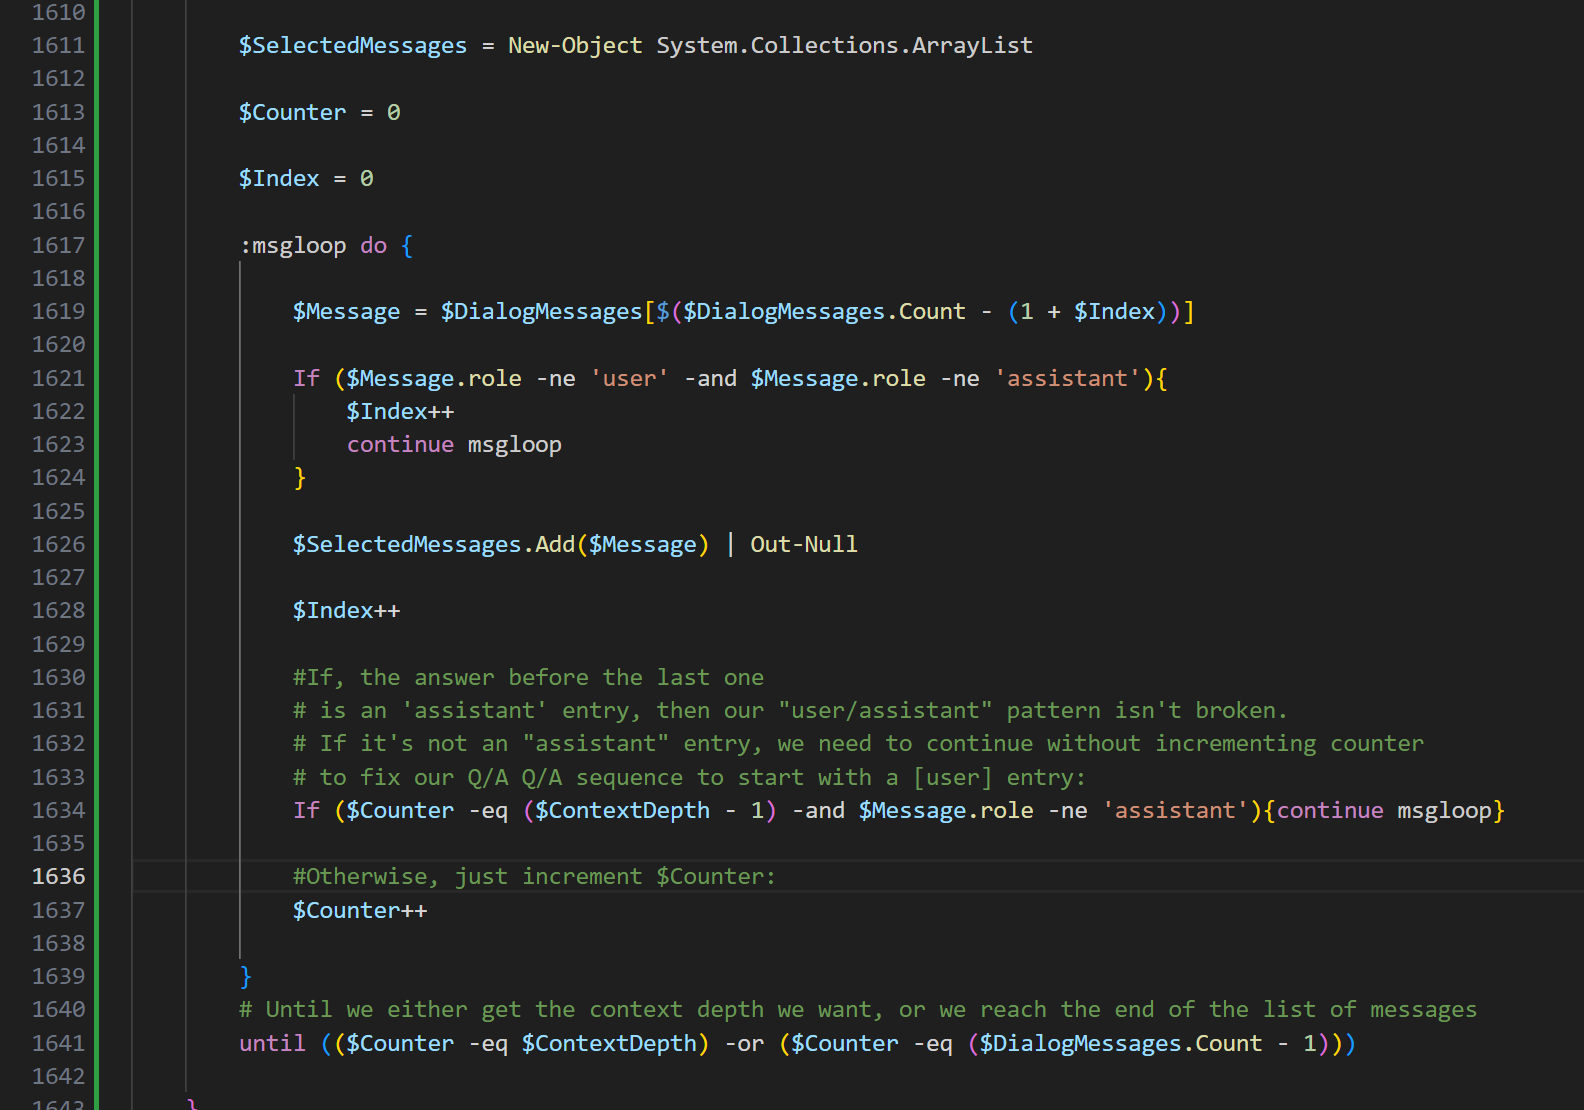 1610
1611 $SelectedMessages = New-Object System.Collections.ArrayList
1612
1613 $Counter = 0
1614
1615 $Index = 0
1616
1617 :msgloop do {
1618
1619 $Message = $DialogMessages[$($DialogMessages.Count - (1 + $Index))]
1620
1621 If ($Message.role -ne 'user' -and $Message.role -ne 'assistant'){
1622 $Index++
1623 continue msgloop
1624 }
1625
1626 $SelectedMessages.Add($Message) | Out-Null
1627
1628 $Index++
1629
1630 #If, the answer before the last one
1631 # is an 'assistant' entry, then our "user/assistant" pattern isn't broken.
1632 # If it's not an "assistant" entry, we need to continue without incrementing counter
1633 # to fix our Q/A Q/A sequence to start with a [user] entry:
1634 If ($Counter -eq ($ContextDepth - 1) -and $Message.role -ne 'assistant'){continue msgloop}
1635
1636 #Otherwise, just increment $Counter:
1637 $Counter++
1638
1639 }
1640 # Until we either get the context depth we want, or we reach the end of the list of messages
1641 until (($Counter -eq $ContextDepth) -or ($Counter -eq ($DialogMessages.Count - 1)))
1642
1643 }